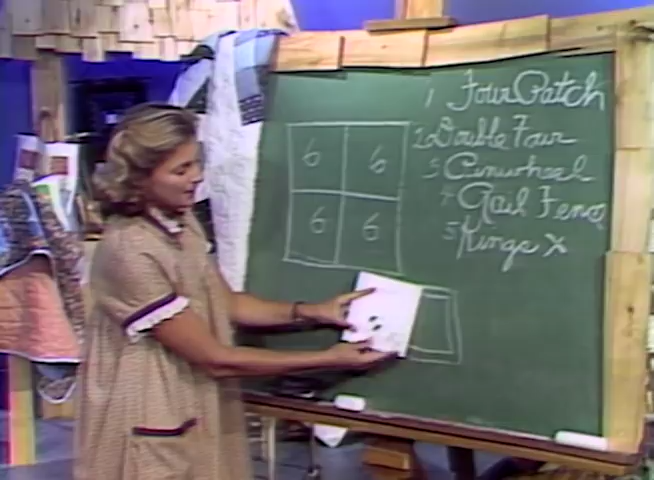 6 6
6 6
1 Four Patch
2 Double Four
3 Pinwheel
4 Rail Fence
5 Kings X